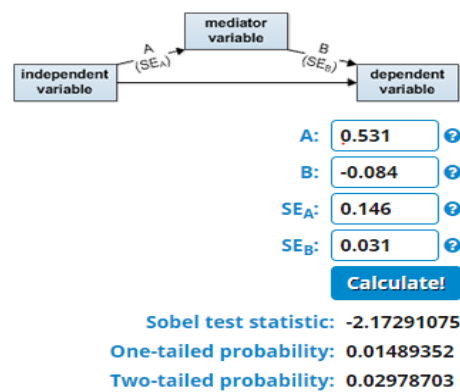 mediator
variable
A
(SEA)
B
(SEB)
independent
variable
dependent
variable
A: 0.531 ?
B: -0.084 ?
SEA: 0.146 ?
SEB: 0.031 ?
Calculate!
Sobel test statistic: -2.17291075
One-tailed probability: 0.01489352
Two-tailed probability: 0.02978703